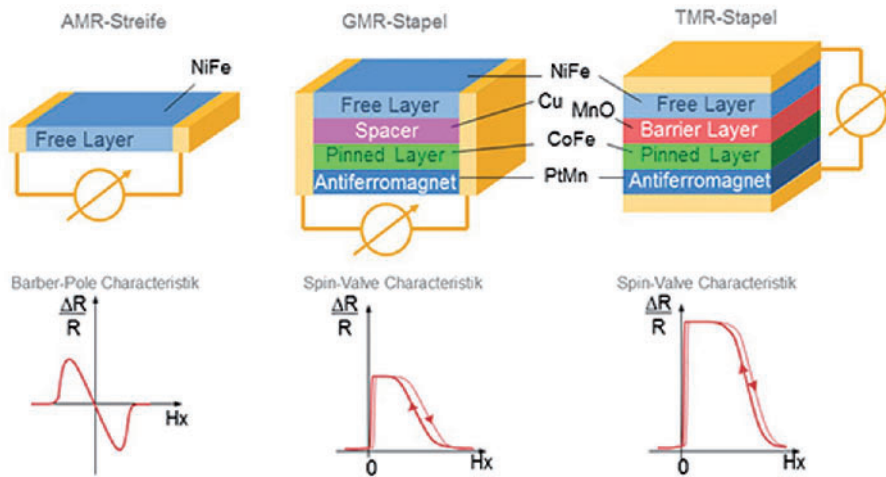 AMR-Streife
GMR-Stapel
TMR-Stapel
NiFe
Free Layer
NiFe
Free Layer
Cu
Spacer
CoFe
Pinned Layer
PtMn
Antiferromagnet
Free Layer
MnO
Barrier Layer
Pinned Layer
Antiferromagnet
Barber-Pole Characteristik
ΔR
R
Hx
Spin-Valve Characteristik
ΔR
R
0
Hx
Spin-Valve Characteristik
ΔR
R
0
Hx